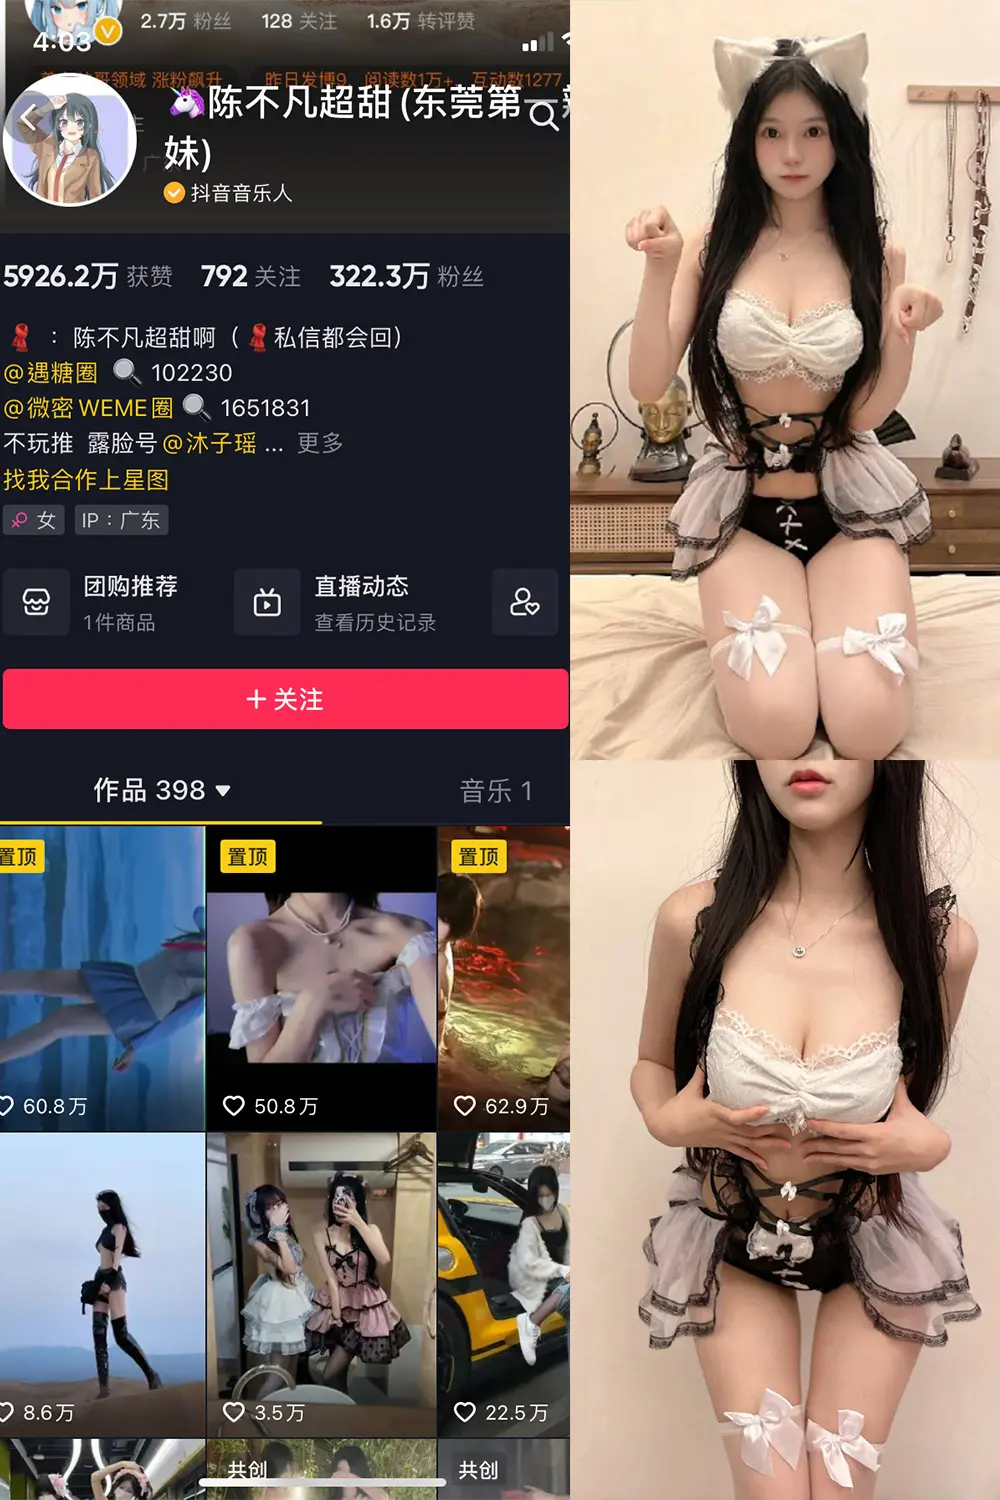 2.7万 粉丝 128 关注 1.6万 转评赞
4:03
领域 涨粉飙升 昨日发博9，阅读数1万+，互动数1277
🦄陈不凡超甜(东莞第一
妹)
抖音音乐人
5926.2万 获赞 792 关注 322.3万 粉丝
： 陈不凡超甜啊（ 私信都会回）
@遇糖圈 🔍 102230
@微密WEME圈 🔍 1651831
不玩推 露脸号@沐子瑶 ... 更多
找我合作上星图
女 IP：广东
团购推荐 直播动态
1件商品 查看历史记录
+ 关注
作品 398 音乐 1
置顶 置顶 置顶
60.8万 50.8万 62.9万
8.6万 3.5万 22.5万
共创 共创